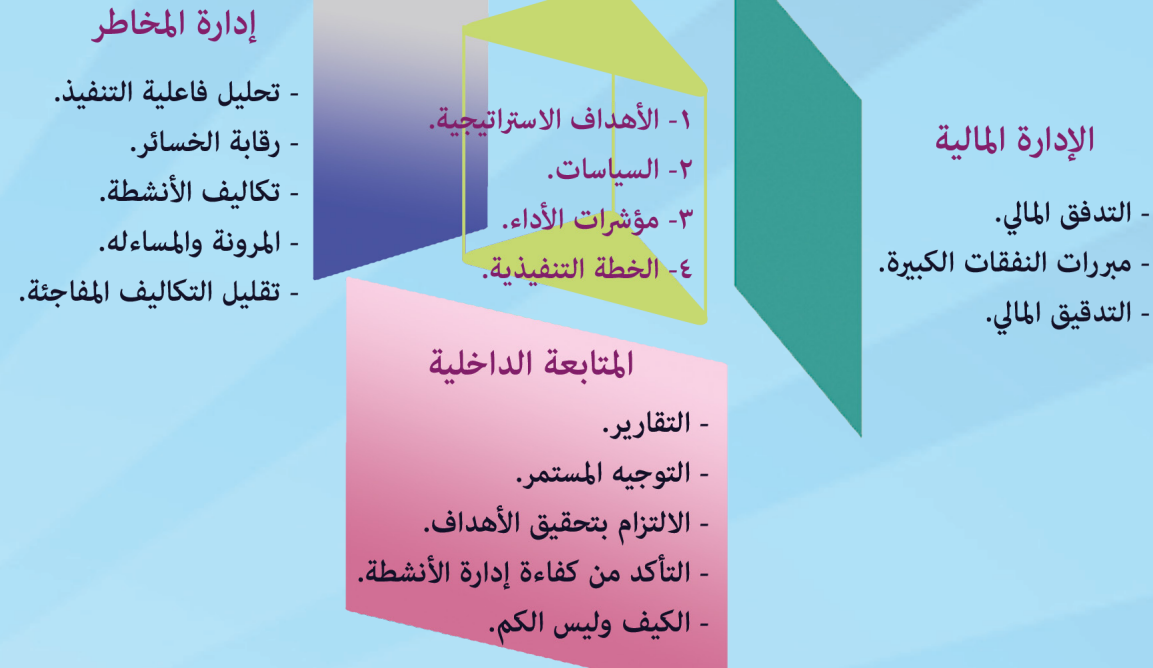 إدارة المخاطر
- تحليل فاعلية التنفيذ.
- رقابة الخسائر.
- تكاليف الأنشطة.
- المرونة والمساءله.
- تقليل التكاليف المفاجئة.
١- الأهداف الاستراتيجية.
٢- السياسات.
٣- مؤشرات الأداء.
٤- الخطة التنفيذية.
الإدارة المالية
- التدفق المالي.
- مبررات النفقات الكبيرة.
- التدقيق المالي.
المتابعة الداخلية
- التقارير.
- التوجيه المستمر.
- الالتزام بتحقيق الأهداف.
- التأكد من كفاءة إدارة الأنشطة.
- الكيف وليس الكم.